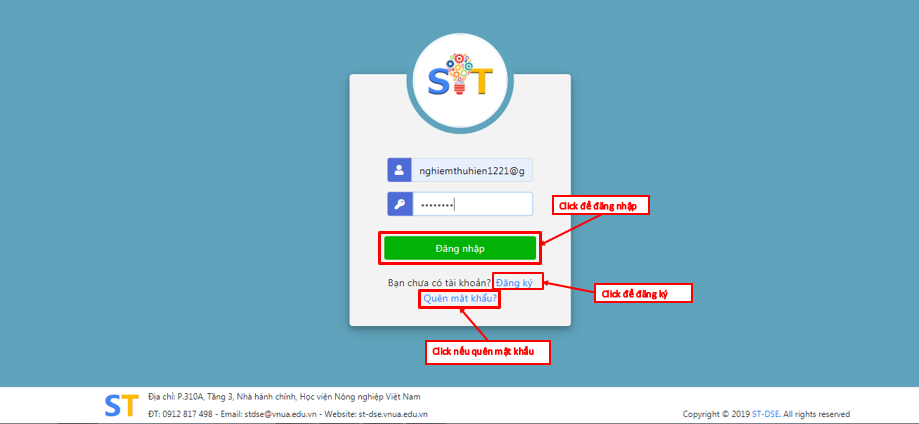 ST
nghiemthuhien1221@g
••••••••
Click để đăng nhập
Đăng nhập
Bạn chưa có tài khoản? Đăng ký
Click để đăng ký
Quên mật khẩu?
Click nếu quên mật khẩu
ST
Địa chỉ: P.310A, Tầng 3, Nhà hành chính, Học viện Nông nghiệp Việt Nam
ĐT: 0912 817 498 - Email: stdse@vnua.edu.vn - Website: st-dse.vnua.edu.vn
Copyright © 2019 ST-DSE. All rights reserved